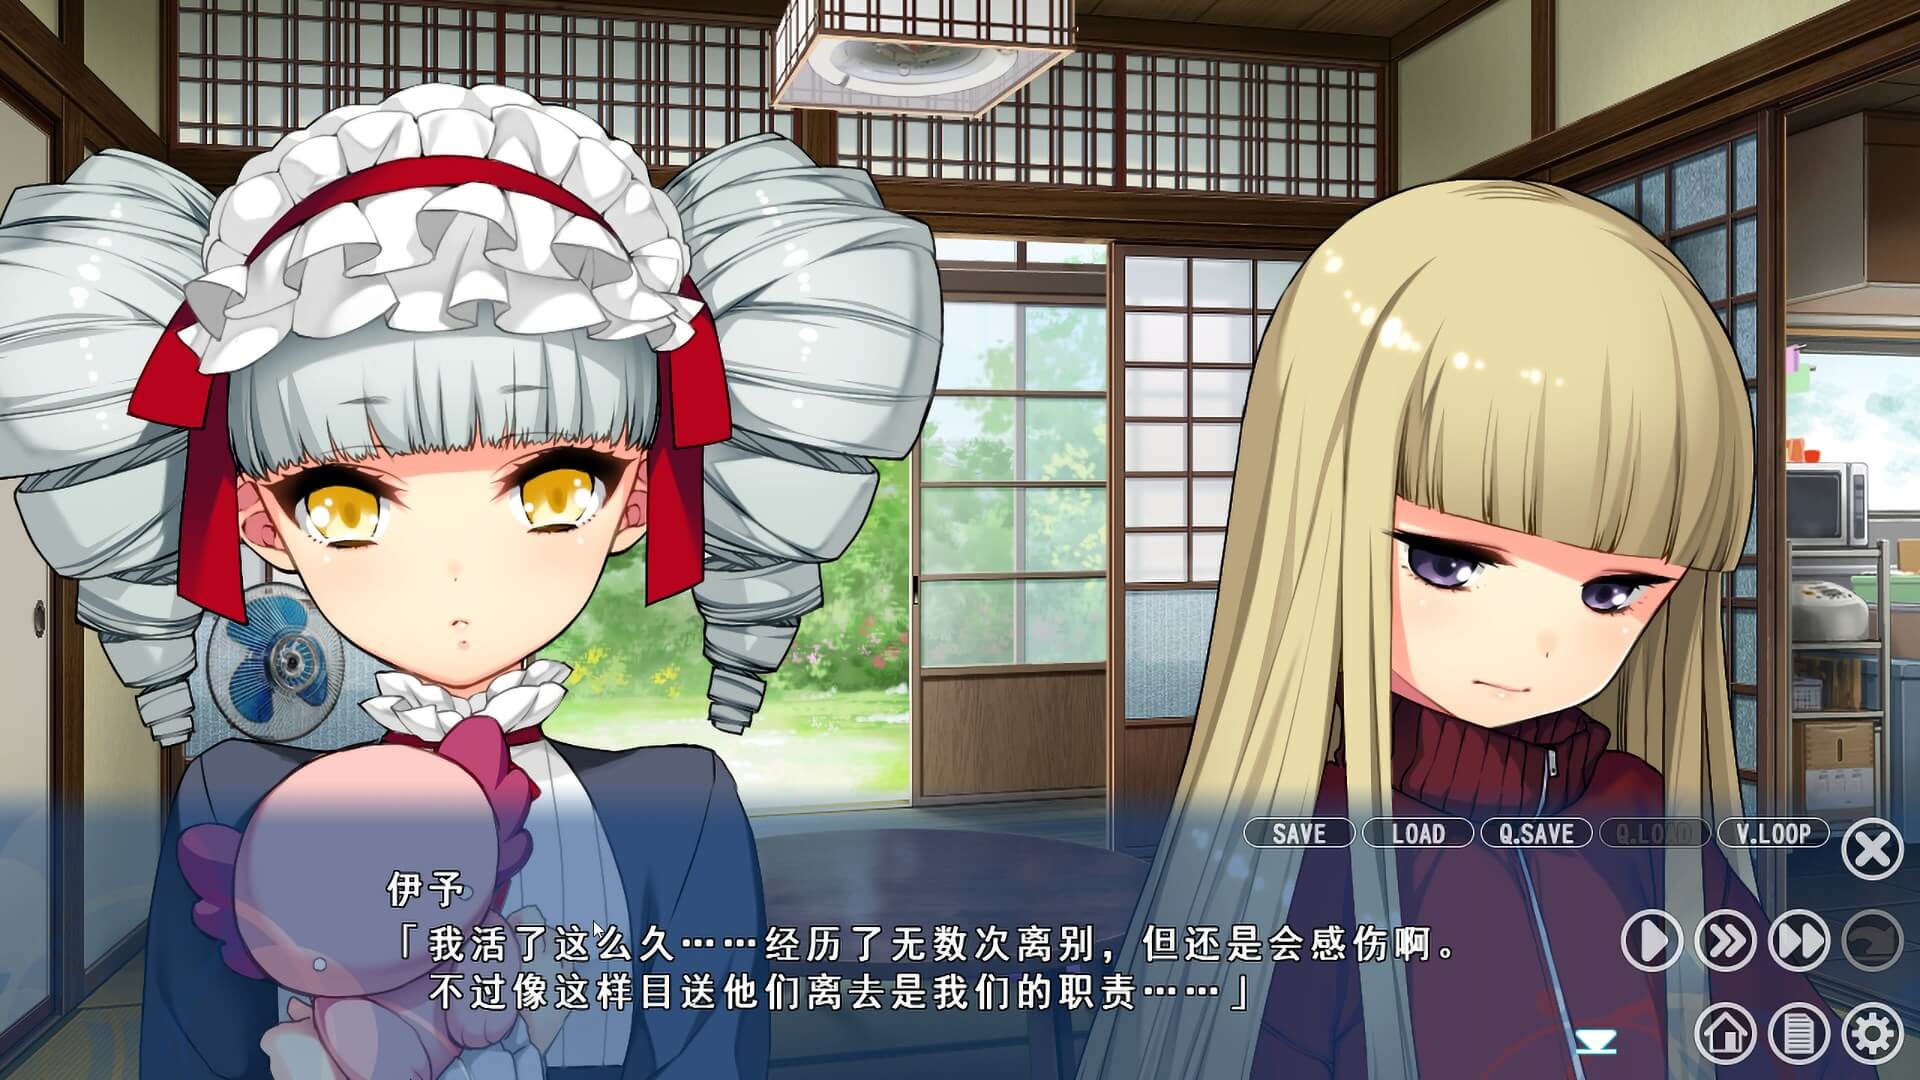 SAVE LOAD Q.SAVE Q.LOAD V.LOOP
伊予
「我活了这么久……经历了无数次离别，但还是会感伤啊。
不过像这样目送他们离去是我们的职责……」